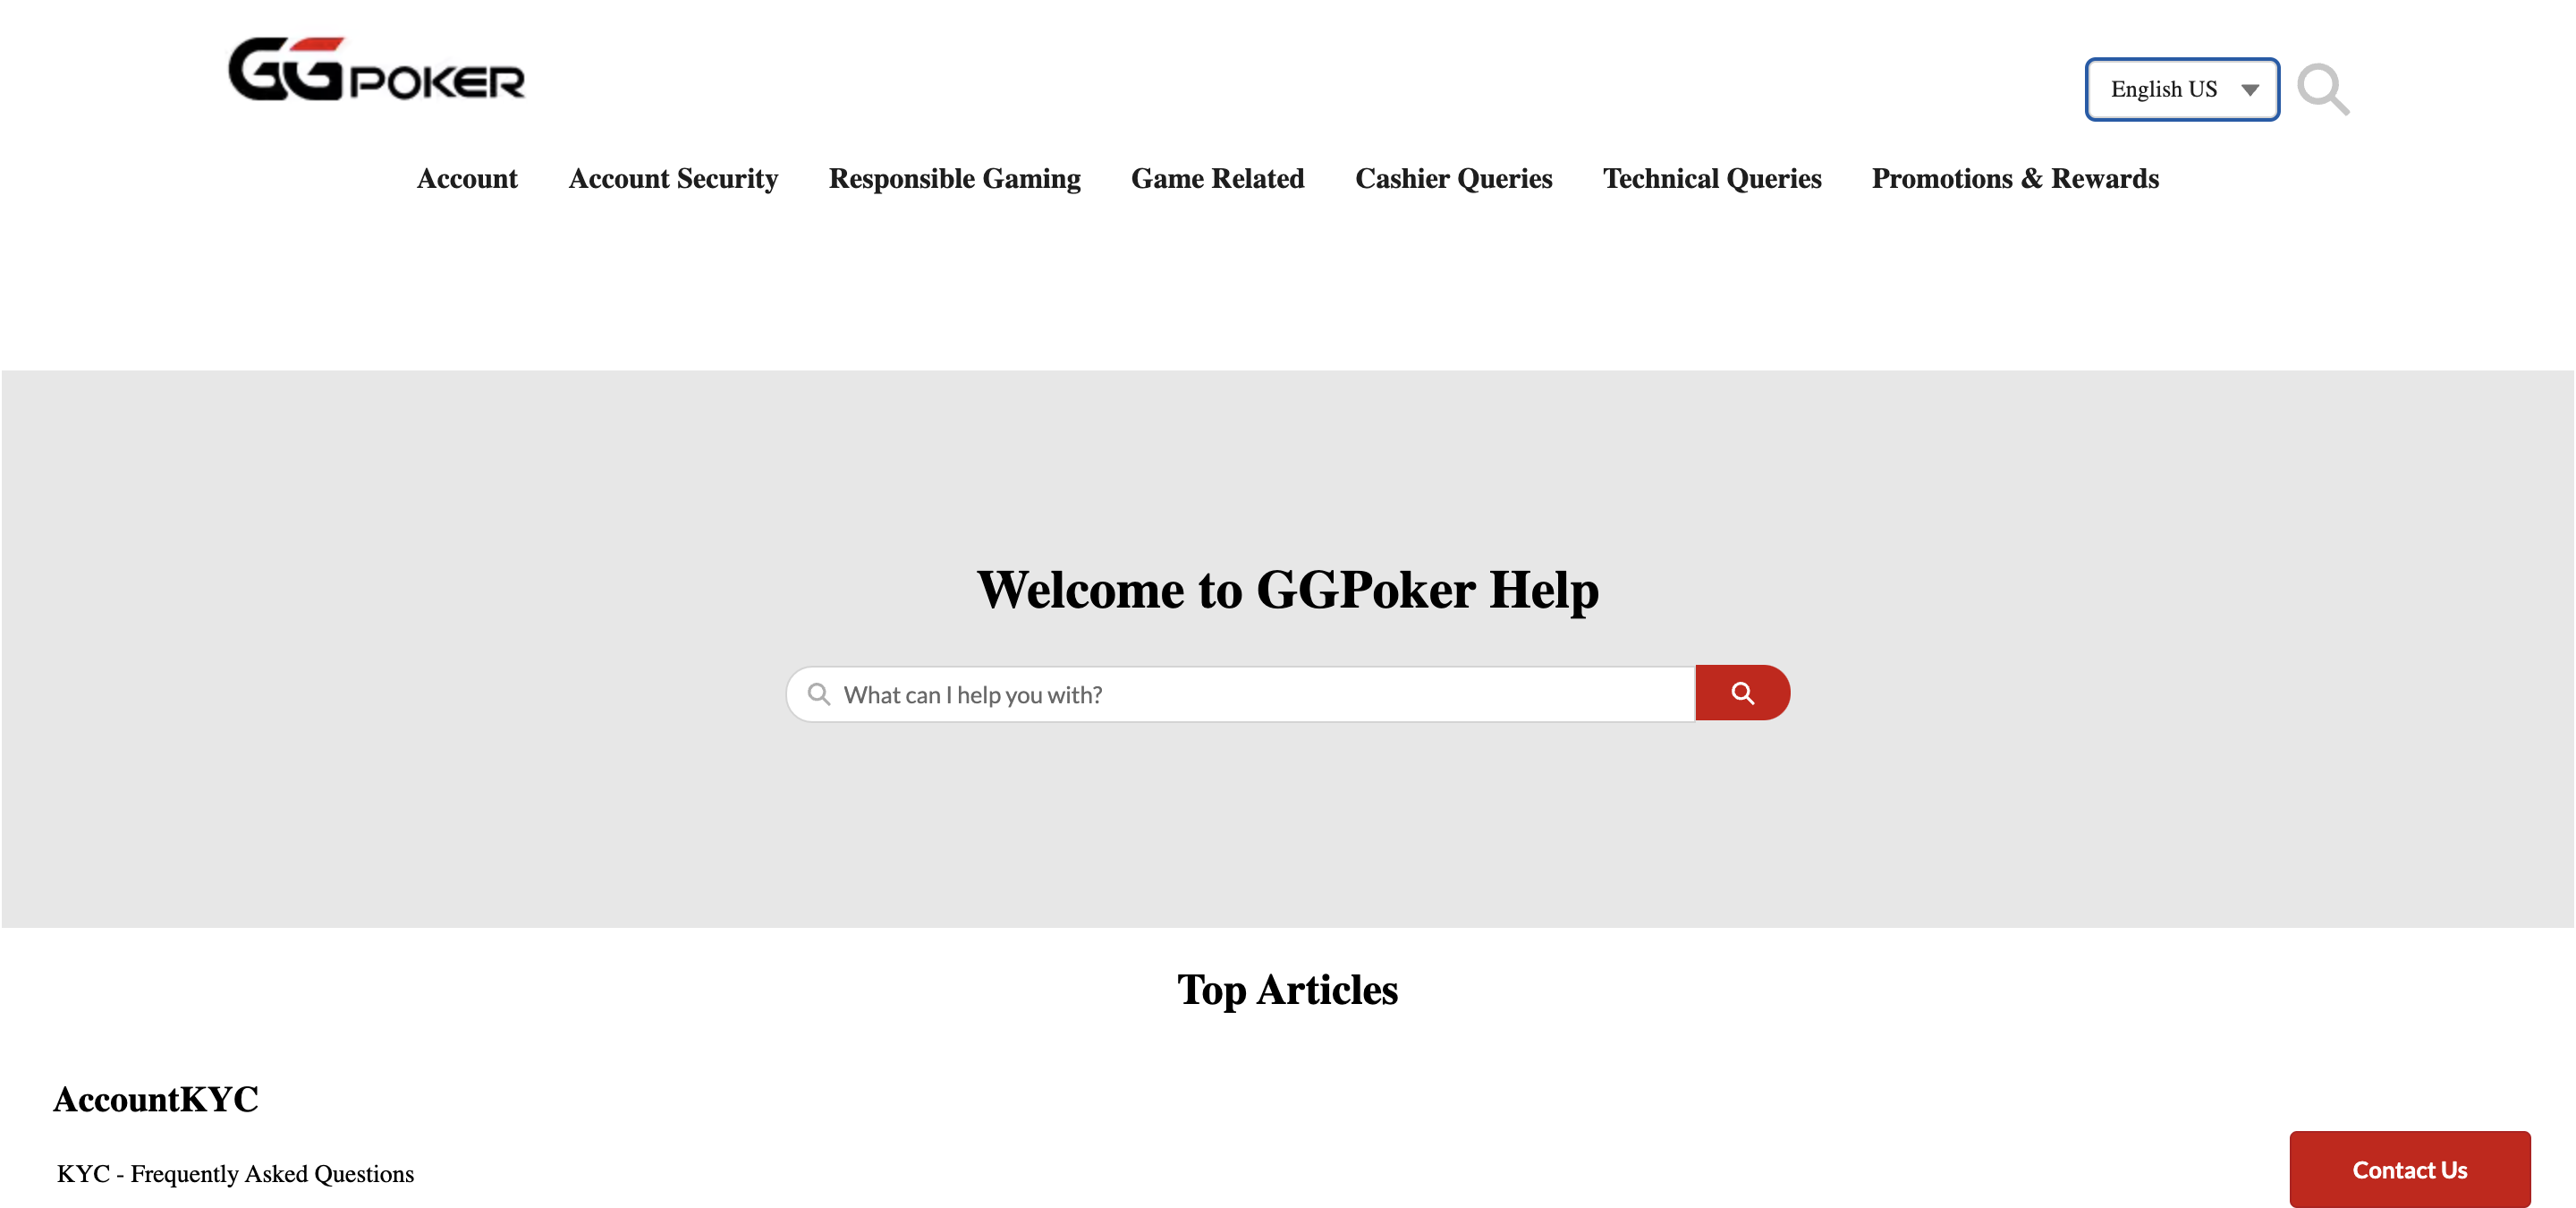 GGPOKER
English US
Account Account Security Responsible Gaming Game Related Cashier Queries Technical Queries Promotions & Rewards
Welcome to GGPoker Help
What can I help you with?
Top Articles
AccountKYC
KYC - Frequently Asked Questions
Contact Us